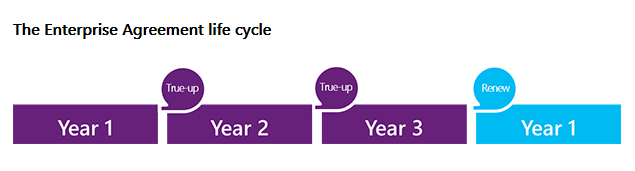 The Enterprise Agreement life cycle
True-up
True-up
Renew
Year 1
Year 2
Year 3
Year 1